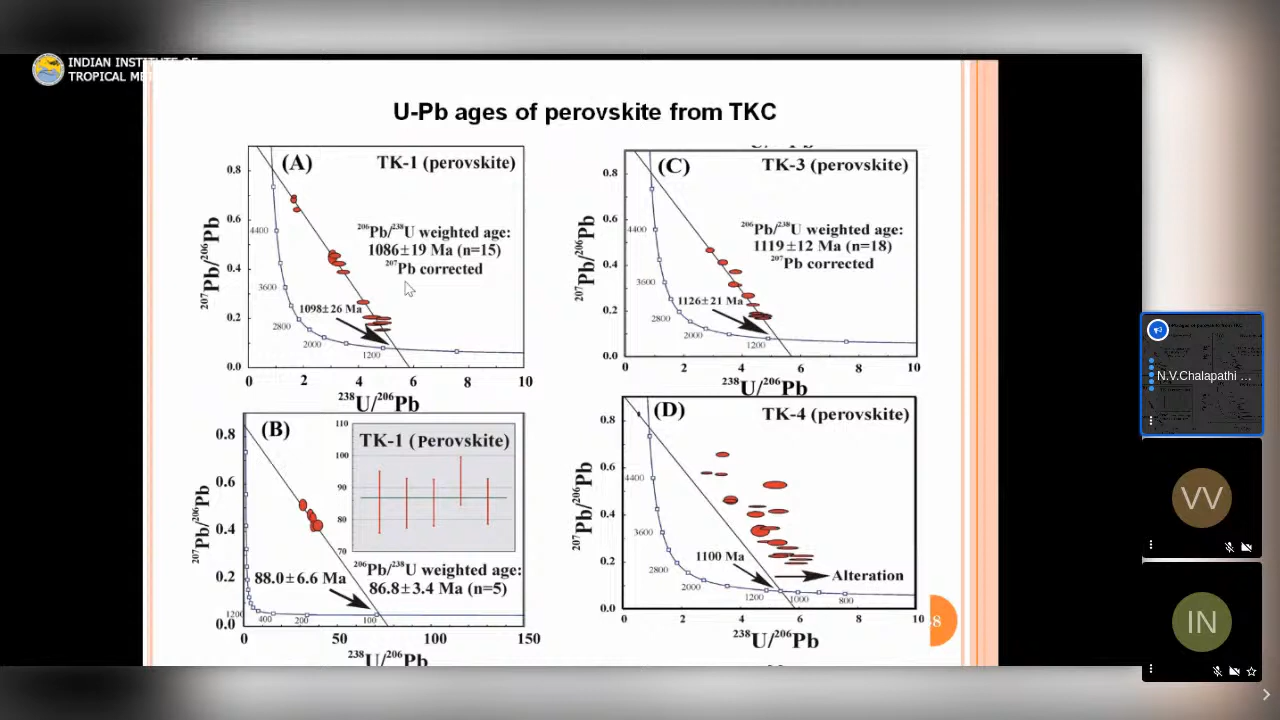 INDIAN INSTITUTE OF
TROPICAL ME
U-Pb ages of perovskite from TKC
(A) TK-1 (perovskite)
206Pb/238U weighted age:
1086±19 Ma (n=15)
207Pb corrected
1098±26 Ma
4400
3600
2800
2000
1200
0.8
0.6
0.4
0.2
0.0
0 2 4 6 8 10
207Pb/206Pb
238U/206Pb
(C) TK-3 (perovskite)
206Pb/238U weighted age:
1119±12 Ma (n=18)
207Pb corrected
1126±21 Ma
4400
3600
2800
2000
1200
0.8
0.6
0.4
0.2
0.0
0 2 4 6 8 10
207Pb/206Pb
238U/206Pb
(B)
TK-1 (perovskite)
110
100
90
80
70
206Pb/238U weighted age:
86.8±3.4 Ma (n=5)
88.0±6.6 Ma
1200
400
200
100
0.8
0.6
0.4
0.2
0.0
0 50 100 150
207Pb/206Pb
238U/206Pb
(D) TK-4 (perovskite)
1100 Ma
Alteration
4400
3600
2800
2000
1200
1000
800
0.8
0.6
0.4
0.2
0.0
0 2 4 6 8 10
207Pb/206Pb
238U/206Pb
N.V.Chalapathi ...
VV
IN